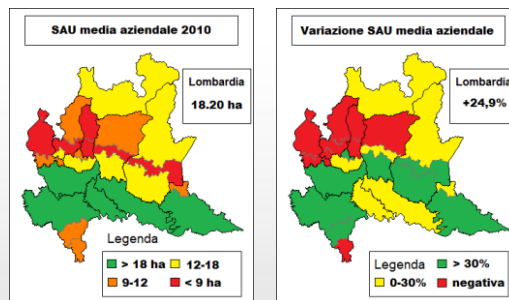 SAU media aziendale 2010
Lombardia
18.20 ha
Legenda
> 18 ha
12-18
9-12
< 9 ha
Variazione SAU media aziendale
Lombardia
+24,9%
Legenda
> 30%
0-30%
negativa